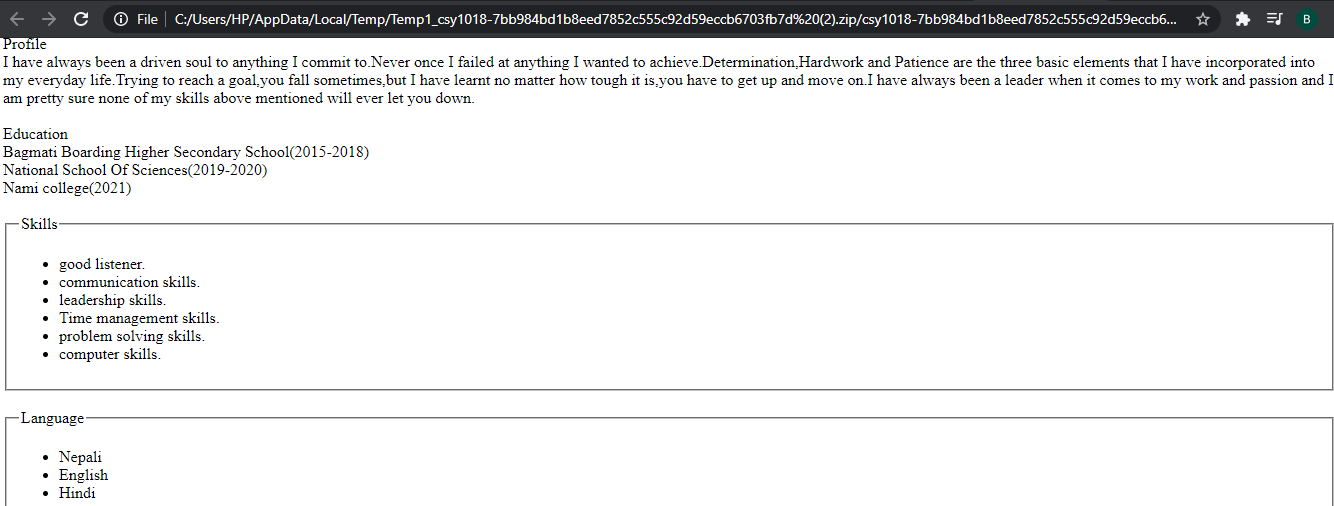 File
C:/Users/HP/AppData/Local/Temp/Temp1_csy1018-7bb984bd1b8eed7852c555c92d59eccb6703fb7d%20(2).zip/csy1018-7bb984bd1b8eed7852c555c92d59eccb6...
B
Profile
I have always been a driven soul to anything I commit to.Never once I failed at anything I wanted to achieve.Determination,Hardwork and Patience are the three basic elements that I have incorporated into
my everyday life.Trying to reach a goal,you fall sometimes,but I have learnt no matter how tough it is,you have to get up and move on.I have always been a leader when it comes to my work and passion and I
am pretty sure none of my skills above mentioned will ever let you down.
Education
Bagmati Boarding Higher Secondary School(2015-2018)
National School Of Sciences(2019-2020)
Nami college(2021)
Skills
• good listener.
• communication skills.
• leadership skills.
• Time management skills.
• problem solving skills.
• computer skills.
Language
• Nepali
• English
• Hindi